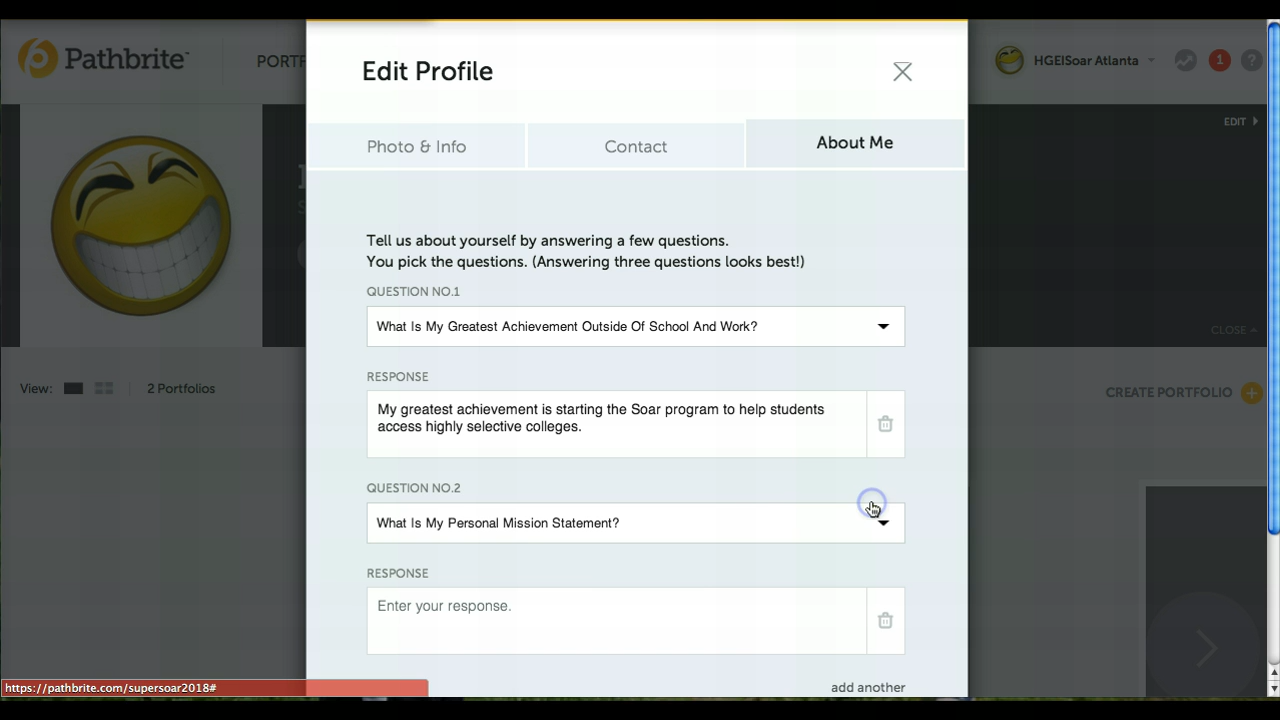 Pathbrite
PORTF
HGEISoar Atlanta
1
?
Edit Profile
Photo & Info
Contact
About Me
EDIT
Tell us about yourself by answering a few questions.
You pick the questions. (Answering three questions looks best!)
QUESTION NO.1
What Is My Greatest Achievement Outside Of School And Work?
CLOSE
RESPONSE
View:
2 Portfolios
CREATE PORTFOLIO
My greatest achievement is starting the Soar program to help students
access highly selective colleges.
QUESTION NO.2
What Is My Personal Mission Statement?
RESPONSE
Enter your response.
add another
https://pathbrite.com/supersoar2018#